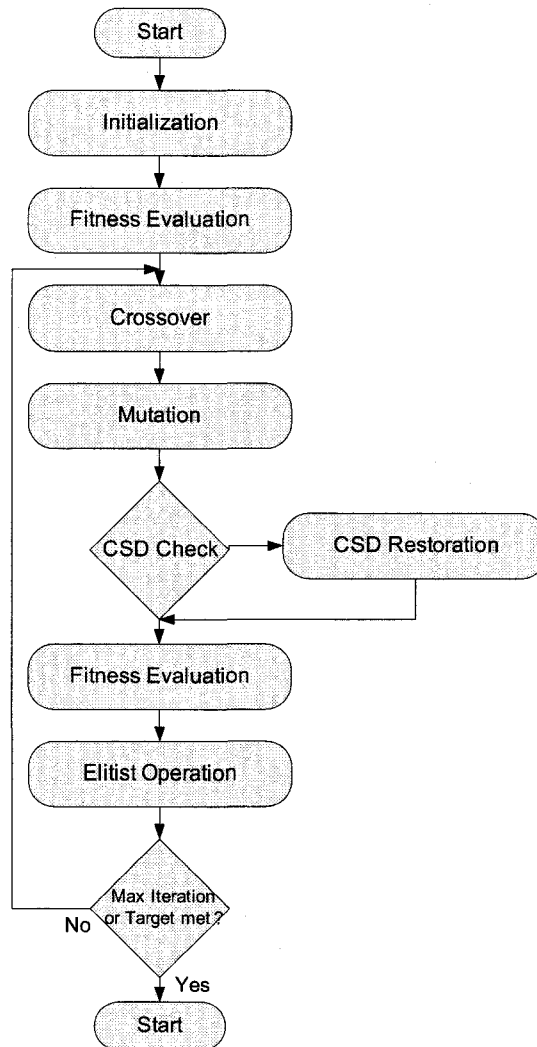 Start
Initialization
Fitness Evaluation
Crossover
Mutation
CSD Check
CSD Restoration
Fitness Evaluation
Elitist Operation
Max Iteration
or Target met?
No
Yes
Start